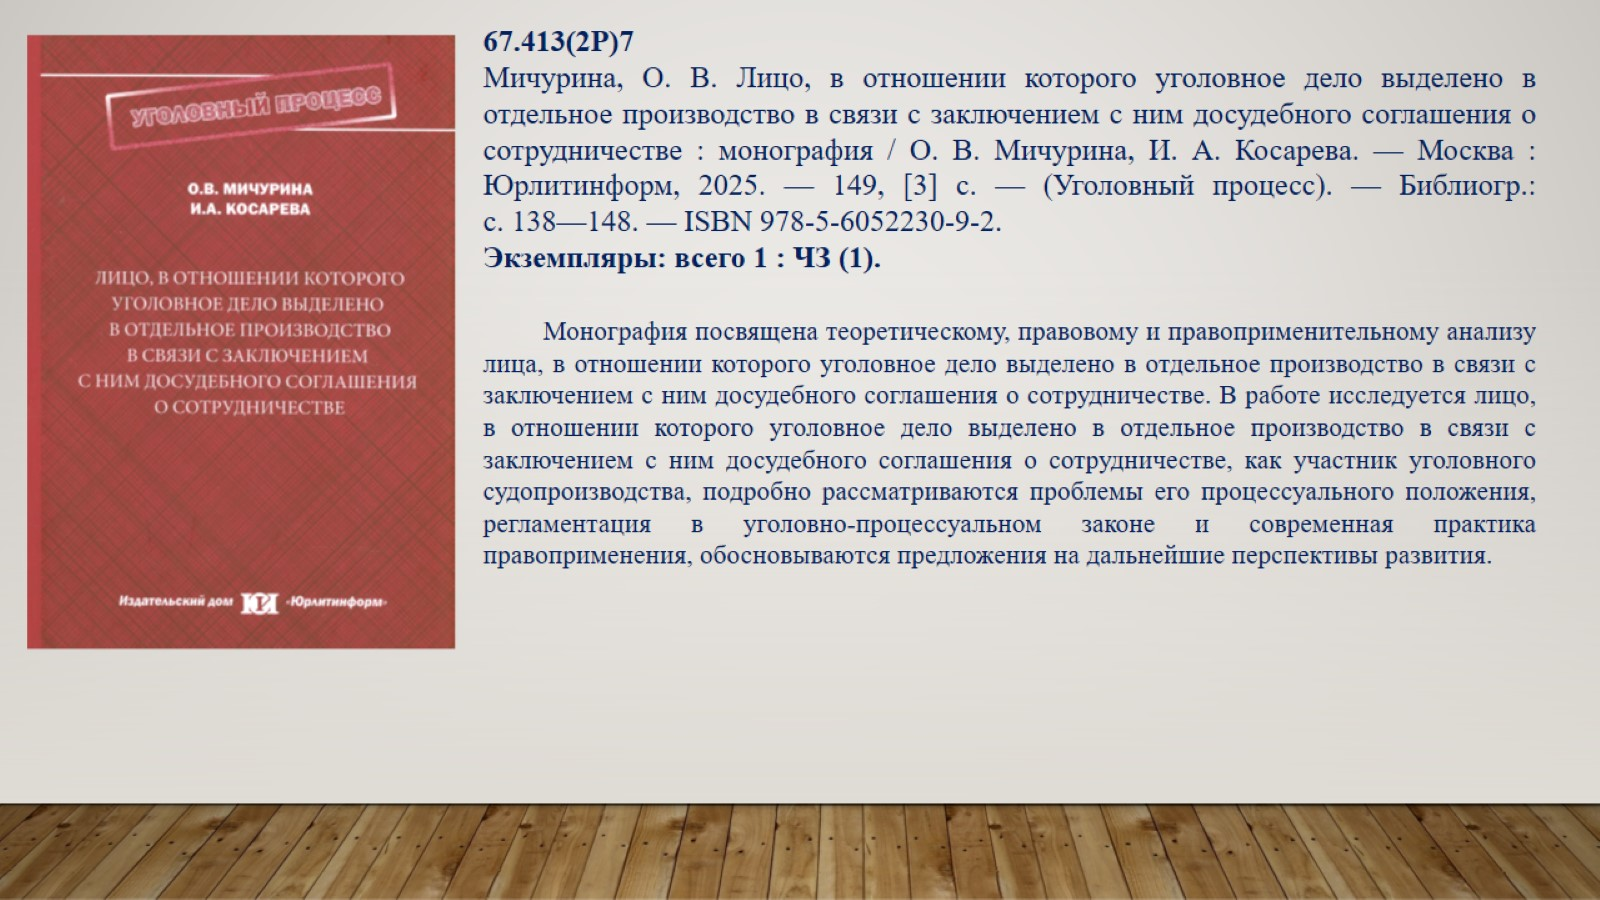 УГОЛОВНЫЙ ПРОЦЕСС
О.В. МИЧУРИНА
И.А. КОСАРЕВА
ЛИЦО, В ОТНОШЕНИИ КОТОРОГО
УГОЛОВНОЕ ДЕЛО ВЫДЕЛЕНО
В ОТДЕЛЬНОЕ ПРОИЗВОДСТВО
В СВЯЗИ С ЗАКЛЮЧЕНИЕМ
С НИМ ДОСУДЕБНОГО СОГЛАШЕНИЯ
О СОТРУДНИЧЕСТВЕ
Издательский дом «Юрлитинформ»
67.413(2Р)7
Мичурина, О. В. Лицо, в отношении которого уголовное дело выделено в
отдельное производство в связи с заключением с ним досудебного соглашения о
сотрудничестве : монография / О. В. Мичурина, И. А. Косарева. — Москва :
Юрлитинформ, 2025. — 149, [3] с. — (Уголовный процесс). — Библиогр.:
с. 138—148. — ISBN 978-5-6052230-9-2.
Экземпляры: всего 1 : ЧЗ (1).
Монография посвящена теоретическому, правовому и правоприменительному анализу
лица, в отношении которого уголовное дело выделено в отдельное производство в связи с
заключением с ним досудебного соглашения о сотрудничестве. В работе исследуется лицо,
в отношении которого уголовное дело выделено в отдельное производство в связи с
заключением с ним досудебного соглашения о сотрудничестве, как участник уголовного
судопроизводства, подробно рассматриваются проблемы его процессуального положения,
регламентация в уголовно-процессуальном законе и современная практика
правоприменения, обосновываются предложения на дальнейшие перспективы развития.